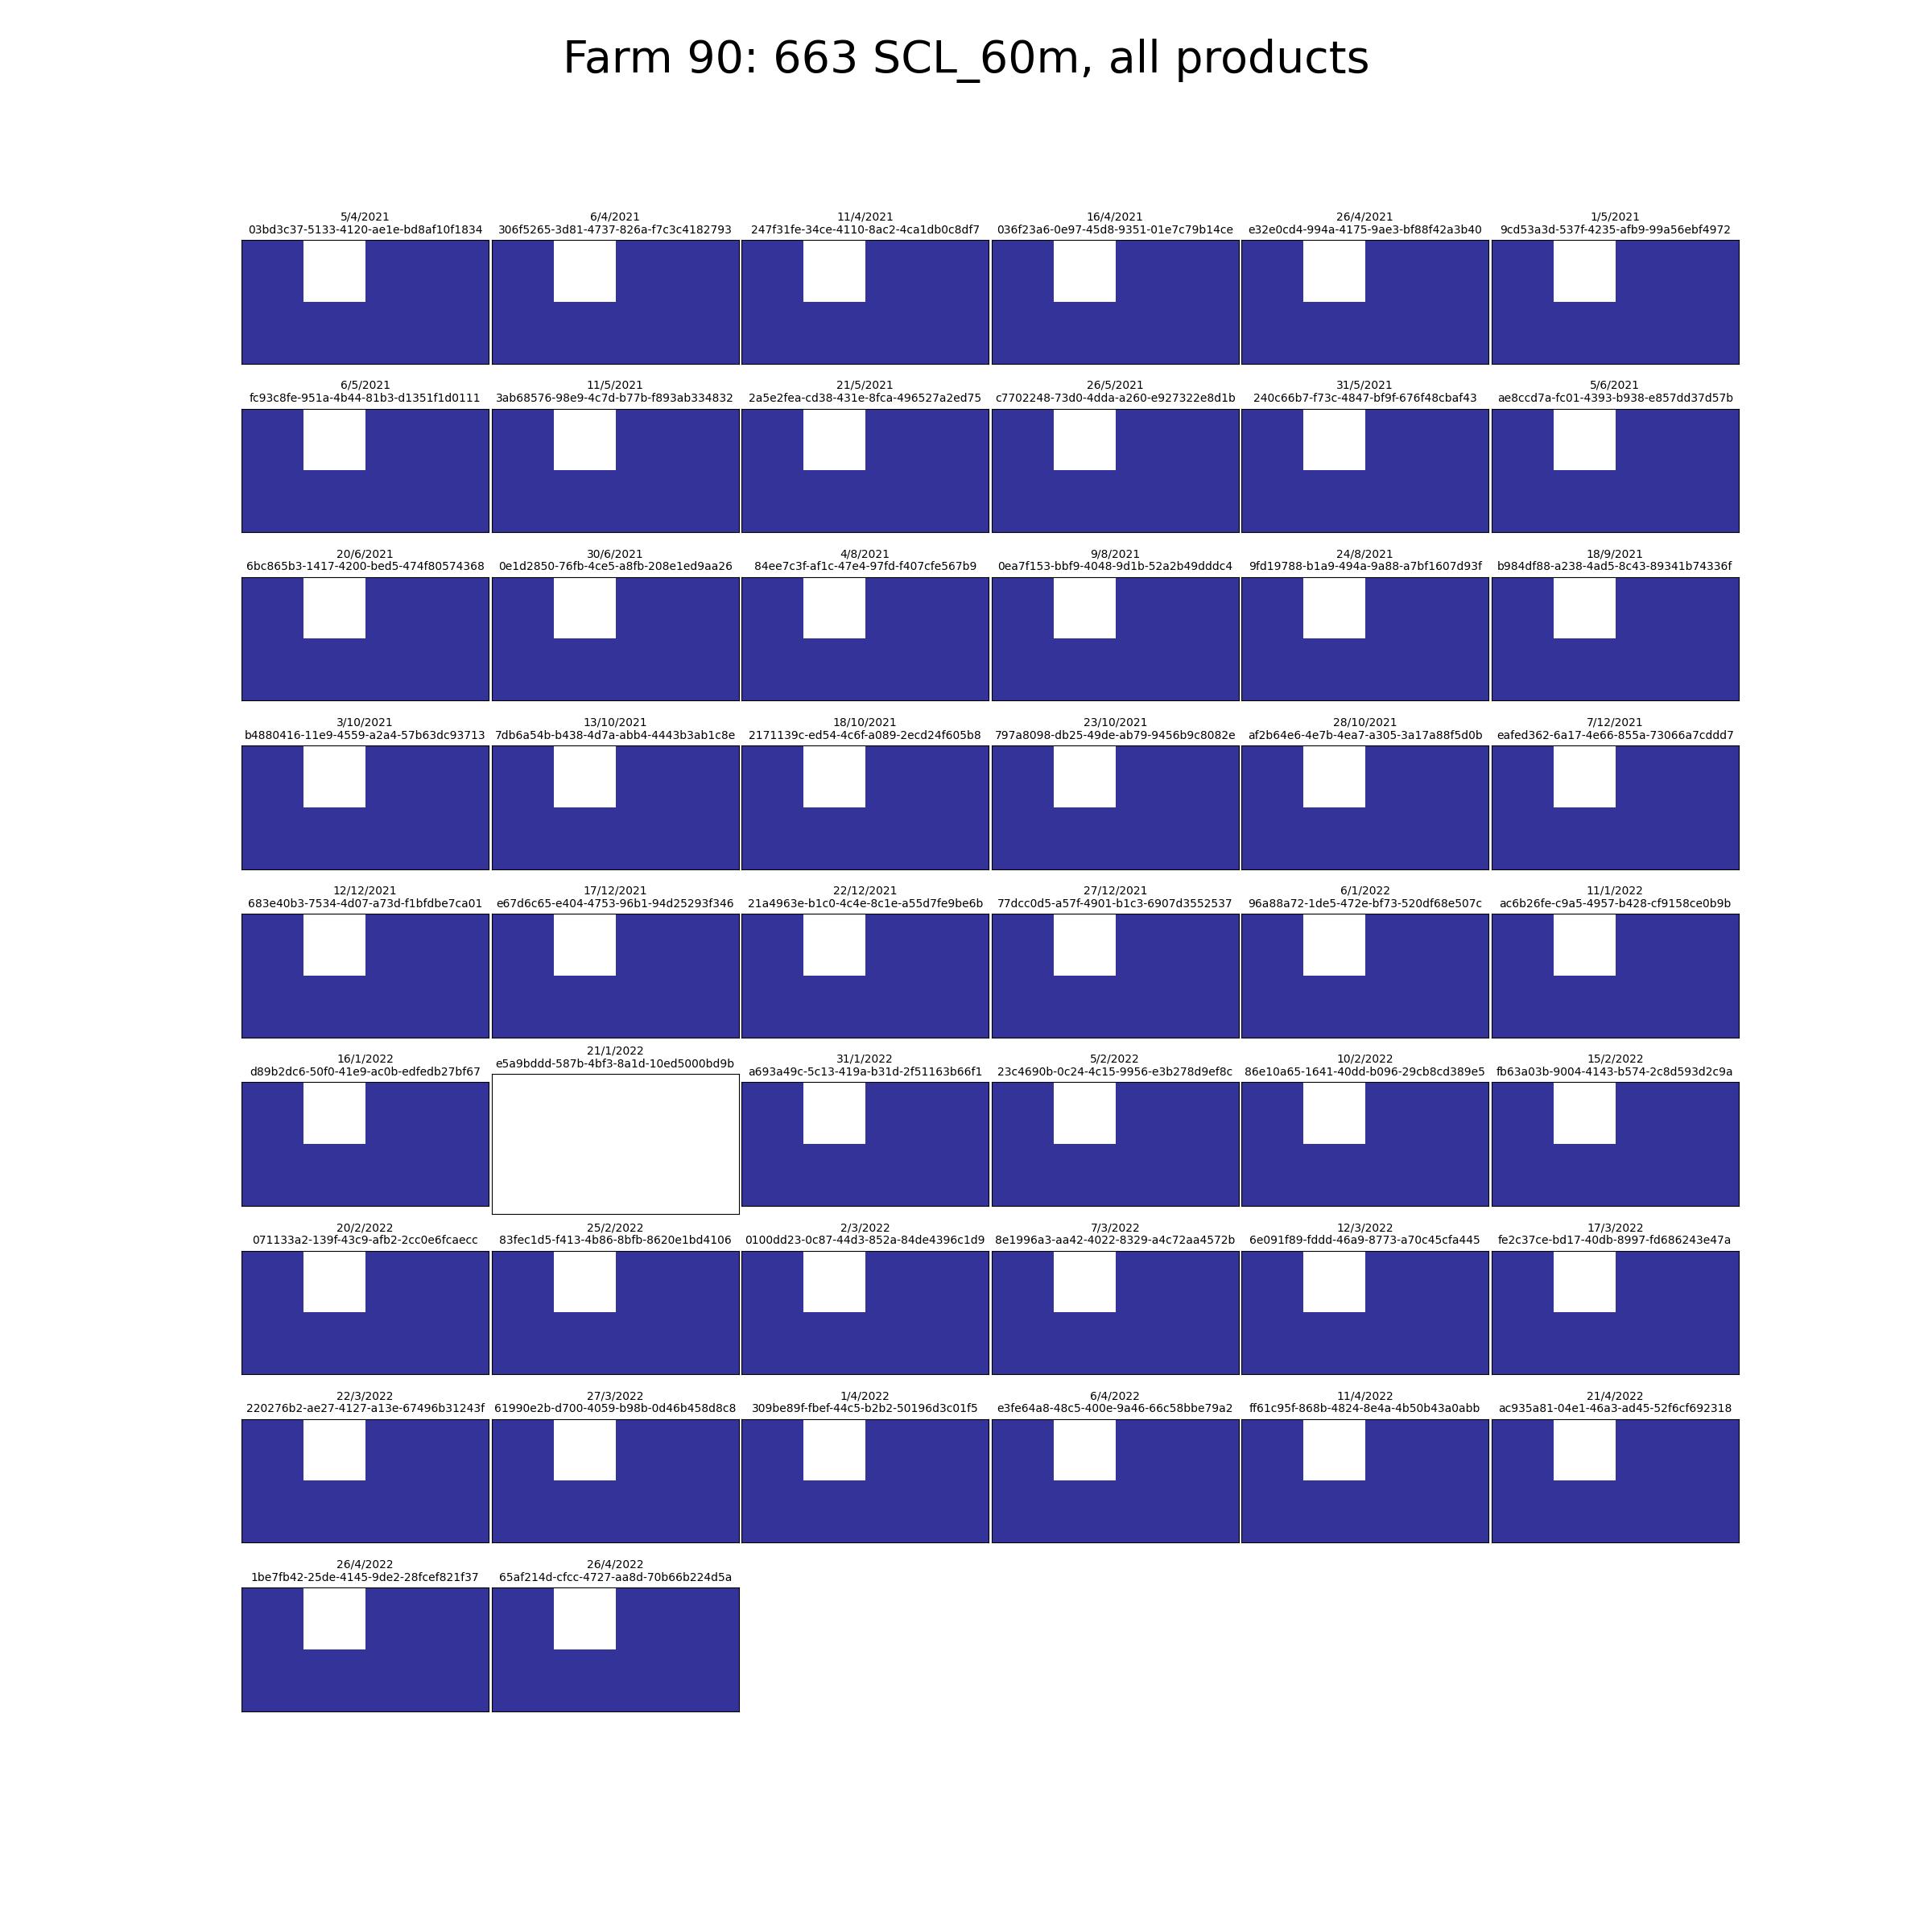 Farm 90: 663 SCL_60m, all products
5/4/2021
03bd3c37-5133-4120-ae1e-bd8af10f1834
6/4/2021
306f5265-3d81-4737-826a-f7c3c4182793
11/4/2021
247f31fe-34ce-4110-8ac2-4ca1db0c8df7
16/4/2021
036f23a6-0e97-45d8-9351-01e7c79b14ce
26/4/2021
e32e0cd4-994a-4175-9ae3-bf88f42a3b40
1/5/2021
9cd53a3d-537f-4235-afb9-99a56ebf4972
6/5/2021
fc93c8fe-951a-4b44-81b3-d1351f1d0111
11/5/2021
3ab68576-98e9-4c7d-b77b-f893ab334832
21/5/2021
2a5e2fea-cd38-431e-8fca-496527a2ed75
26/5/2021
c7702248-73d0-4dda-a260-e927322e8d1b
31/5/2021
240c66b7-f73c-4847-bf9f-676f48cbaf43
5/6/2021
ae8ccd7a-fc01-4393-b938-e857dd37d57b
20/6/2021
6bc865b3-1417-4200-bed5-474f80574368
30/6/2021
0e1d2850-76fb-4ce5-a8fb-208e1ed9aa26
4/8/2021
84ee7c3f-af1c-47e4-97fd-f407cfe567b9
9/8/2021
0ea7f153-bbf9-4048-9d1b-52a2b49dddc4
24/8/2021
9fd19788-b1a9-494a-9a88-a7bf1607d93f
18/9/2021
b984df88-a238-4ad5-8c43-89341b74336f
3/10/2021
b4880416-11e9-4559-a2a4-57b63dc93713
13/10/2021
7db6a54b-b438-4d7a-abb4-4443b3ab1c8e
18/10/2021
2171139c-ed54-4c6f-a089-2ecd24f605b8
23/10/2021
797a8098-db25-49de-ab79-9456b9c8082e
28/10/2021
af2b64e6-4e7b-4ea7-a305-3a17a88f5d0b
7/12/2021
eafed362-6a17-4e66-855a-73066a7cddd7
12/12/2021
683e40b3-7534-4d07-a73d-f1bfdbe7ca01
17/12/2021
e67d6c65-e404-4753-96b1-94d25293f346
22/12/2021
21a4963e-b1c0-4c4e-8c1e-a55d7fe9be6b
27/12/2021
77dcc0d5-a57f-4901-b1c3-6907d3552537
6/1/2022
96a88a72-1de5-472e-bf73-520df68e507c
11/1/2022
ac6b26fe-c9a5-4957-b428-cf9158ce0b9b
16/1/2022
d89b2dc6-50f0-41e9-ac0b-edfedb27bf67
21/1/2022
e5a9bddd-587b-4bf3-8a1d-10ed5000bd9b
31/1/2022
a693a49c-5c13-419a-b31d-2f51163b66f1
5/2/2022
23c4690b-0c24-4c15-9956-e3b278d9ef8c
10/2/2022
86e10a65-1641-40dd-b096-29cb8cd389e5
15/2/2022
fb63a03b-9004-4143-b574-2c8d593d2c9a
20/2/2022
071133a2-139f-43c9-afb2-2cc0e6fcaecc
25/2/2022
83fec1d5-f413-4b86-8bfb-8620e1bd4106
2/3/2022
0100dd23-0c87-44d3-852a-84de4396c1d9
7/3/2022
8e1996a3-aa42-4022-8329-a4c72aa4572b
12/3/2022
6e091f89-fddd-46a9-8773-a70c45cfa445
17/3/2022
fe2c37ce-bd17-40db-8997-fd686243e47a
22/3/2022
220276b2-ae27-4127-a13e-67496b31243f
27/3/2022
61990e2b-d700-4059-b98b-0d46b458d8c8
1/4/2022
309be89f-fbef-44c5-b2b2-50196d3c01f5
6/4/2022
e3fe64a8-48c5-400e-9a46-66c58bbe79a2
11/4/2022
ff61c95f-868b-4824-8e4a-4b50b43a0abb
21/4/2022
ac935a81-04e1-46a3-ad45-52f6cf692318
26/4/2022
1be7fb42-25de-4145-9de2-28fcef821f37
26/4/2022
65af214d-cfcc-4727-aa8d-70b66b224d5a